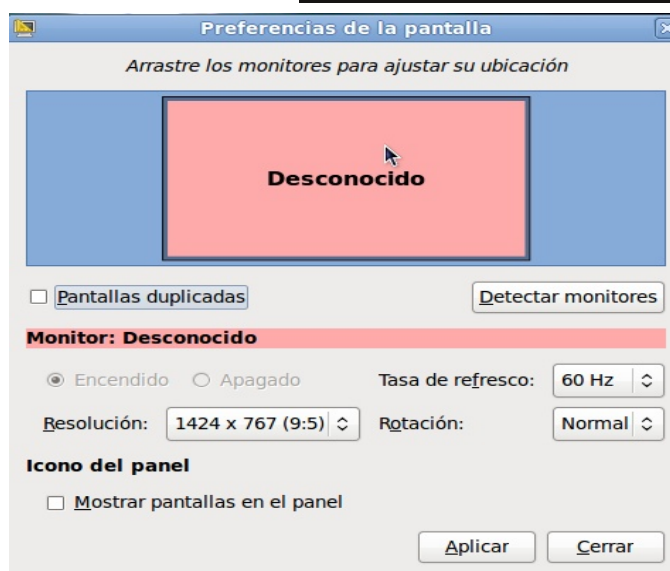 Preferencias de la pantalla
Arrastre los monitores para ajustar su ubicación
Desconocido
Pantallas duplicadas
Detectar monitores
Monitor: Desconocido
Encendido Apagado Tasa de refresco: 60 Hz
Resolución: 1424 x 767 (9:5) Rotación: Normal
Icono del panel
Mostrar pantallas en el panel
Aplicar Cerrar